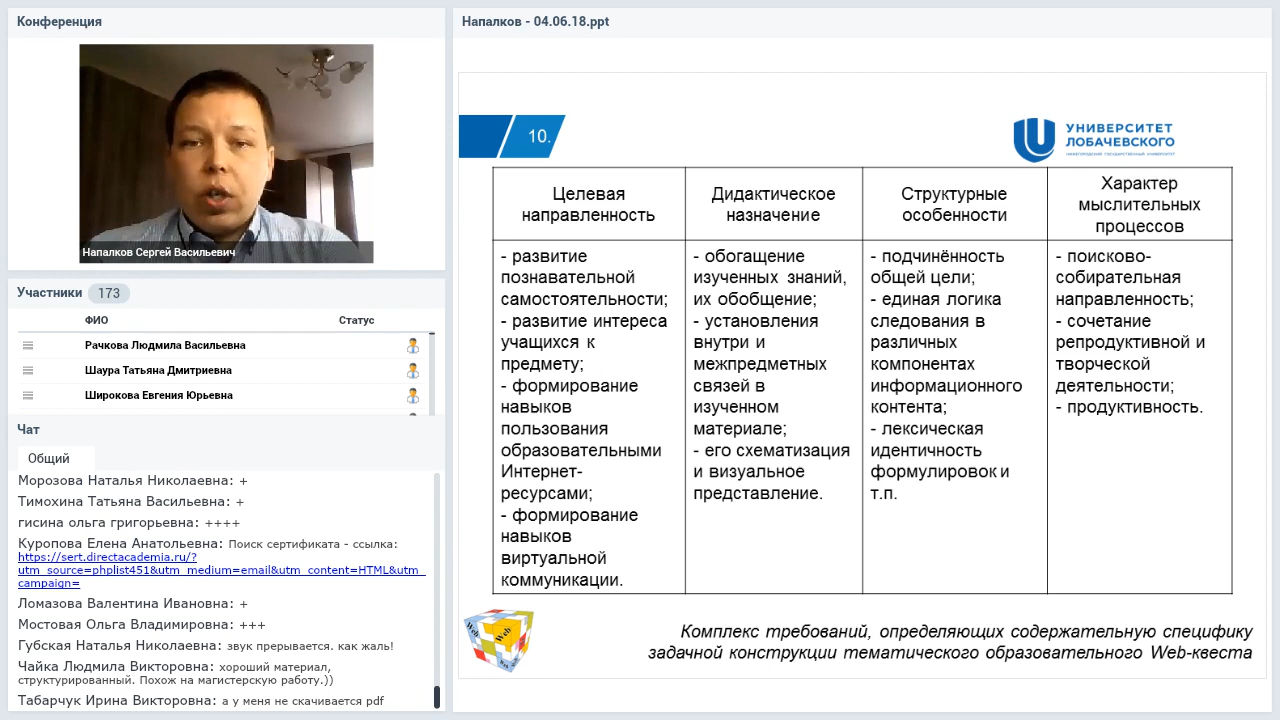 Конференция
Напалков Сергей Васильевич
Участники 173
ФИО Статус
Рачкова Людмила Васильевна
Шаура Татьяна Дмитриевна
Широкова Евгения Юрьевна
Чат
Общий
Морозова Наталья Николаевна: +
Тимохина Татьяна Васильевна: +
гисина ольга григорьевна: ++++
Куропова Елена Анатольевна: Поиск сертификата - ссылка:
https://sert.directacademia.ru/?
utm_source=phplist451&utm_medium=email&utm_content=HTML&utm_
campaign=
Ломазова Валентина Ивановна: +
Мостовая Ольга Владимировна: +++
Губская Наталья Николаевна: звук прерывается. как жаль!
Чайка Людмила Викторовна: хороший материал,
структурированный. Похож на магистерскую работу.))
Табарчук Ирина Викторовна: а у меня не скачивается pdf
Напалков - 04.06.18.ppt
10.
УНИВЕРСИТЕТ
ЛОБАЧЕВСКОГО
Целевая
направленность
- развитие
познавательной
самостоятельности;
- развитие интереса
учащихся к
предмету;
- формирование
навыков
пользования
образовательными
Интернет-
ресурсами;
- формирование
навыков
виртуальной
коммуникации.
Дидактическое
назначение
- обогащение
изученных знаний,
их обобщение;
- установления
внутри и
межпредметных
связей в
изученном
материале;
- его схематизация
и визуальное
представление.
Структурные
особенности
- подчинённость
общей цели;
- единая логика
следования в
различных
компонентах
информационного
контента;
- лексическая
идентичность
формулировок и
т.п.
Характер
мыслительных
процессов
- поисково-
собирательная
направленность;
- сочетание
репродуктивной и
творческой
деятельности;
- продуктивность.
Web
Web
Комплекс требований, определяющих содержательную специфику
задачной конструкции тематического образовательного Web-квеста